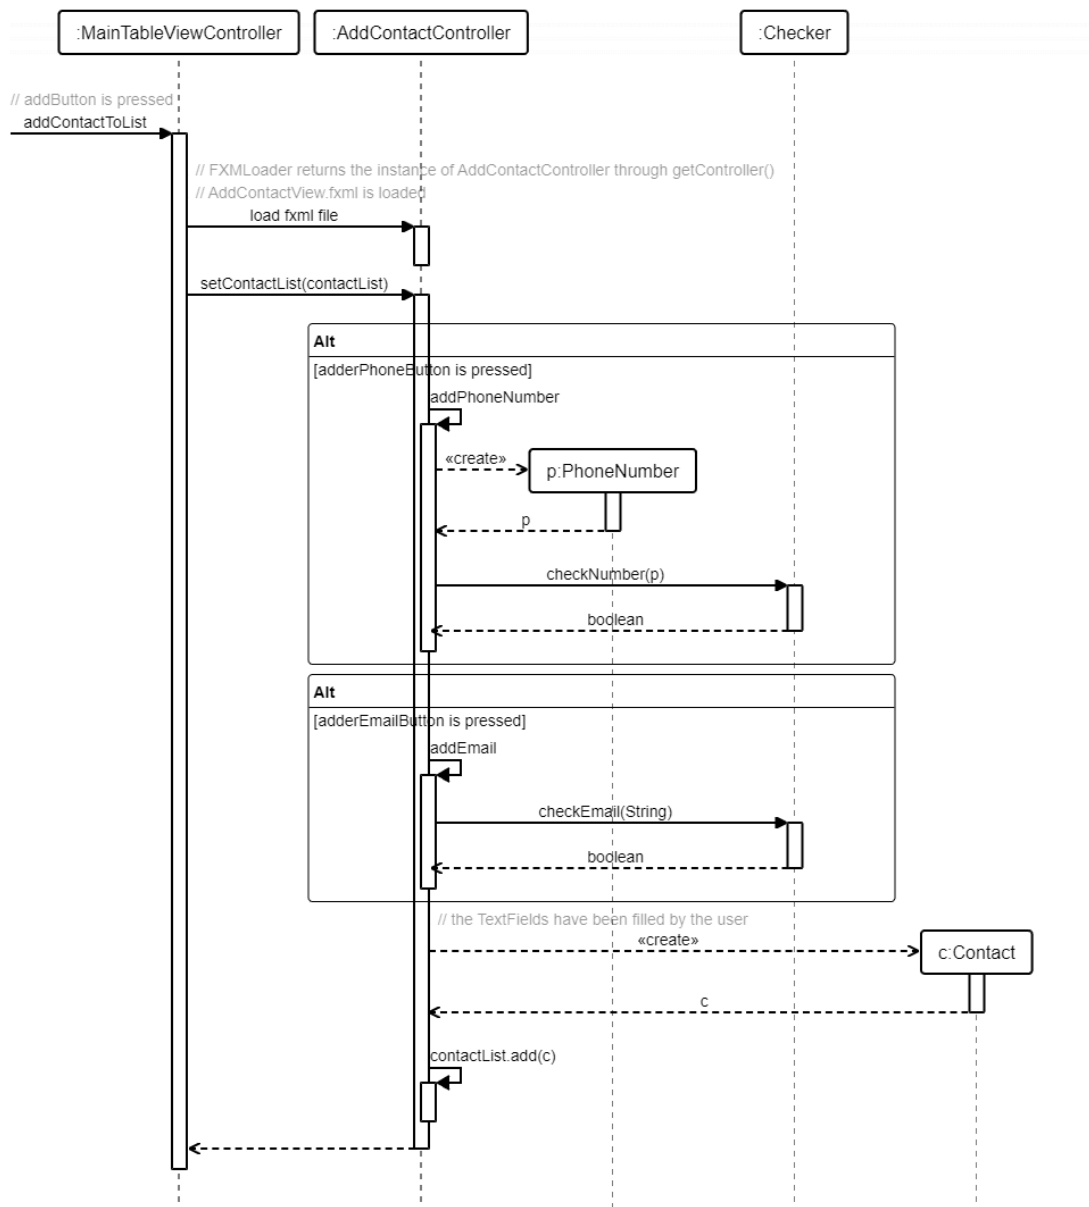 :MainTableViewController
:AddContactController
:Checker
// addButton is pressed
addContactToList
// FXMLoader returns the instance of AddContactController through getController()
// AddContactView.fxml is loaded
load fxml file
setContactList(contactList)
Alt
[adderPhoneButton is pressed]
addPhoneNumber
«create»
p:PhoneNumber
p
checkNumber(p)
boolean
Alt
[adderEmailButton is pressed]
addEmail
checkEmail(String)
boolean
// the TextFields have been filled by the user
«create»
c:Contact
c
contactList.add(c)